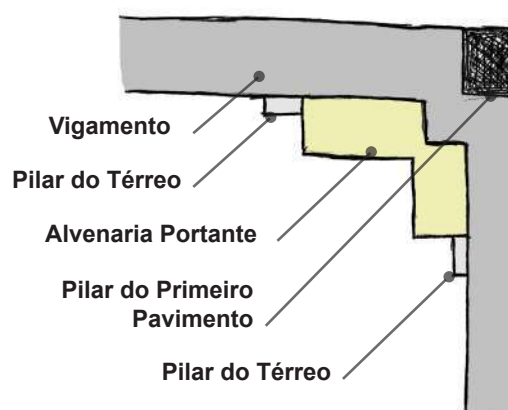 Vigamento
Pilar do Térreo
Alvenaria Portante
Pilar do Primeiro
Pavimento
Pilar do Térreo